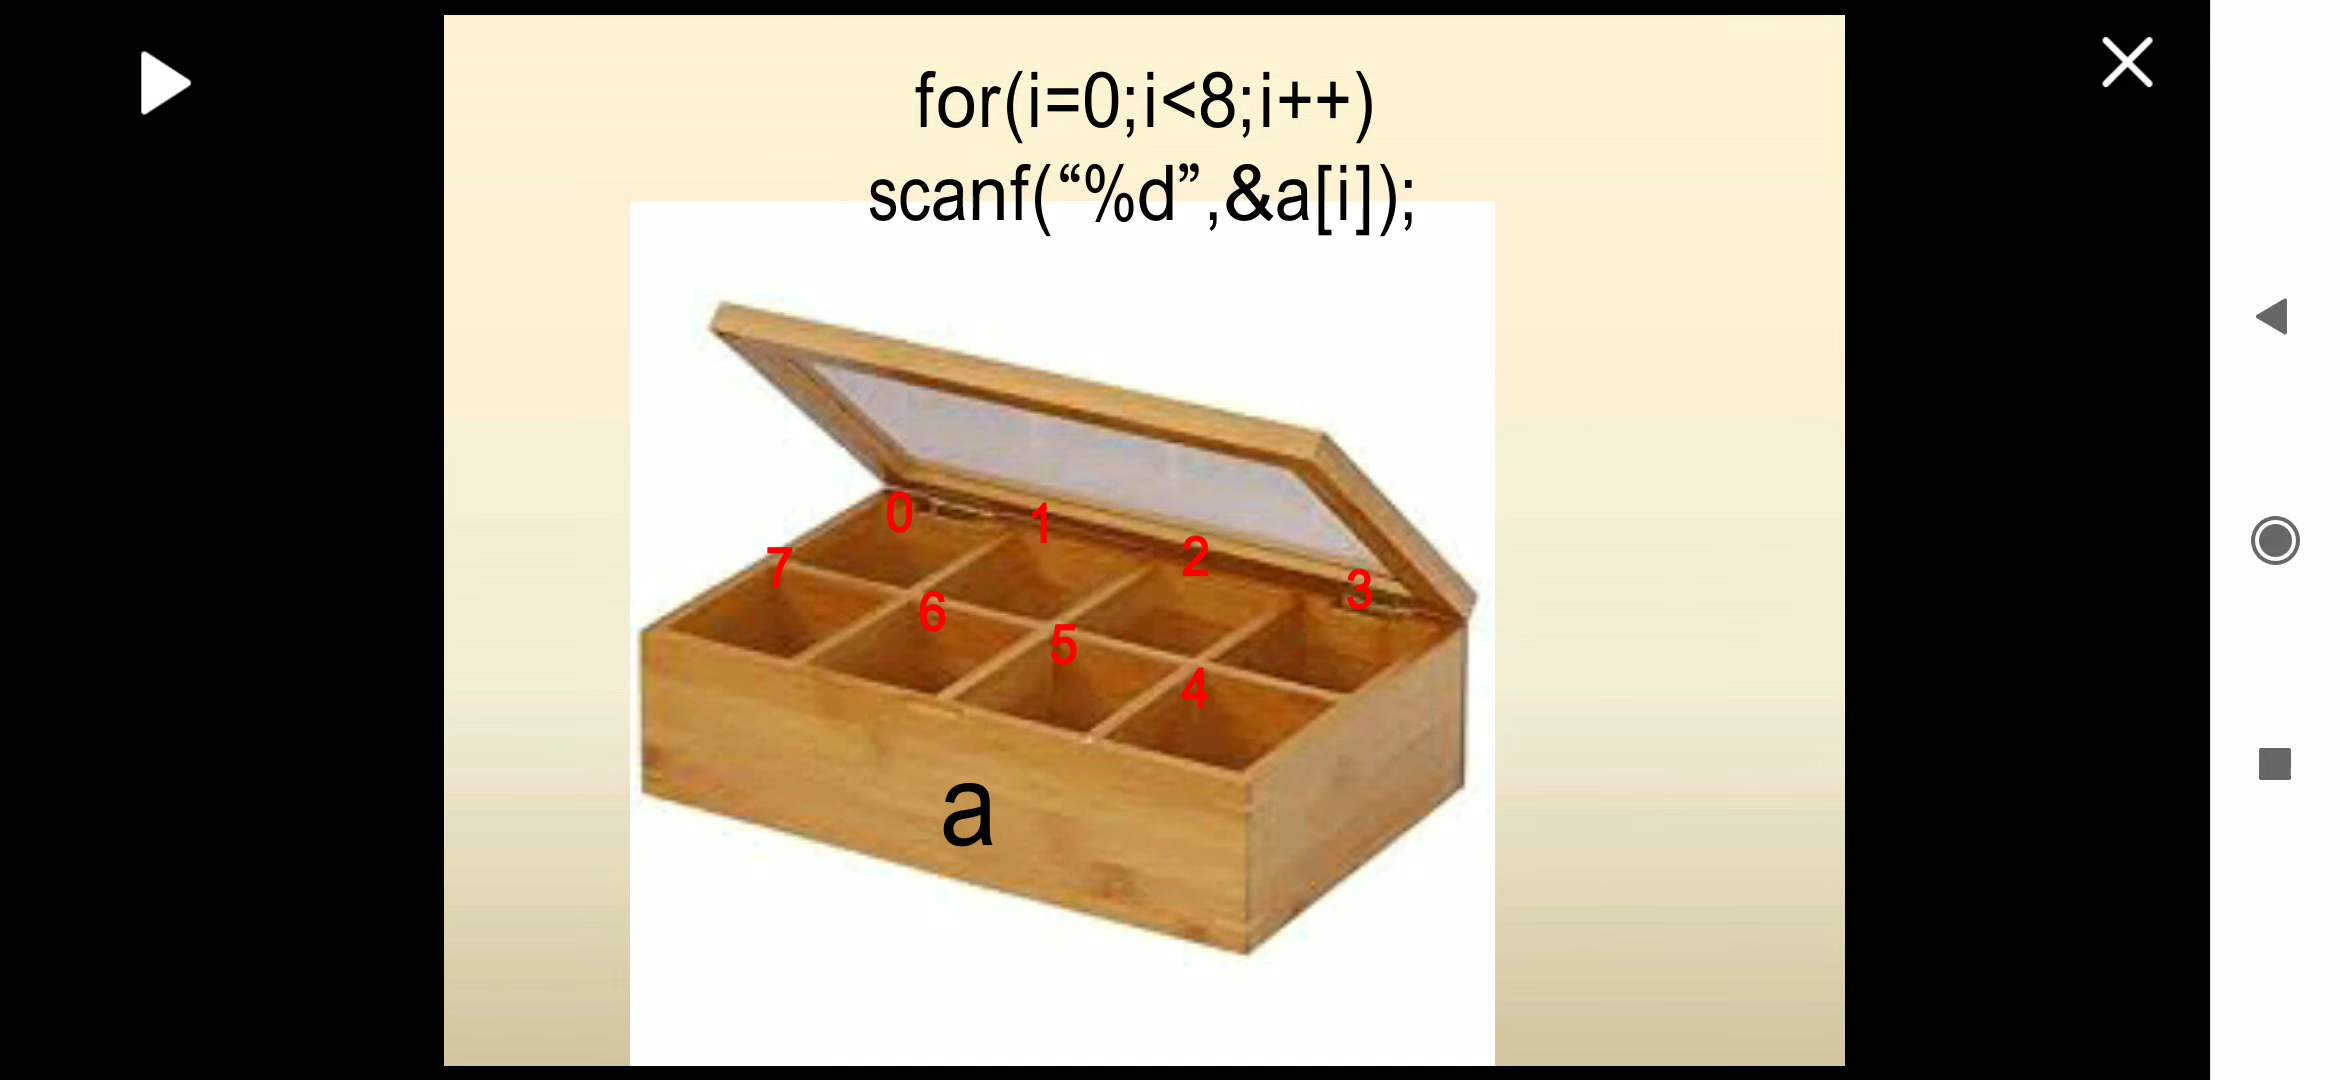 for(i=0;i<8;i++)
scanf(“%d”,&a[i]);
0
1
2
3
7
6
5
4
a